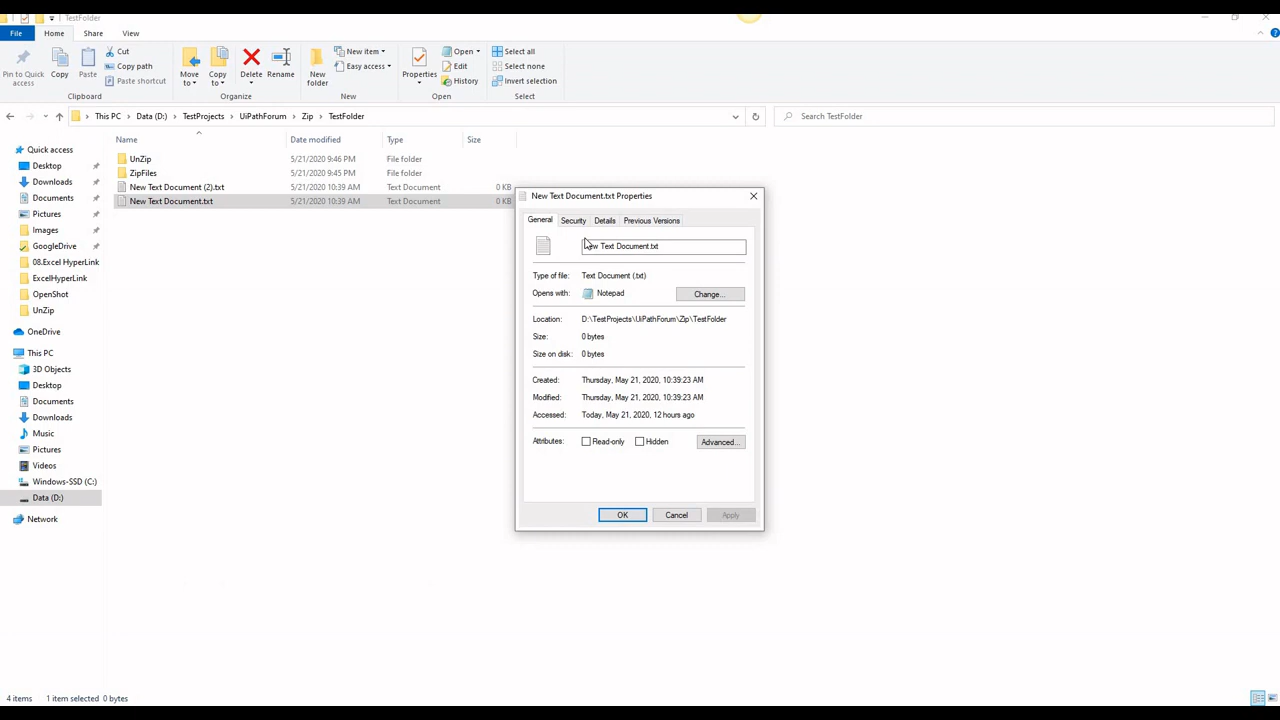 TestFolder
File Home Share View
Pin to Quick access
Copy
Paste
Cut
Copy path
Paste shortcut
Clipboard
Move to
Copy to
Delete
Rename
Organize
New folder
New item
Easy access
New
Properties
Open
Edit
History
Open
Select all
Select none
Invert selection
Select
This PC Data (D:) TestProjects UiPathForum Zip TestFolder
Search TestFolder
Name Date modified Type Size
UnZip 5/21/2020 9:46 PM File folder
ZipFiles 5/21/2020 9:45 PM File folder
New Text Document (2).txt 5/21/2020 10:39 AM Text Document 0 KB
New Text Document.txt 5/21/2020 10:39 AM Text Document 0 KB
Quick access
Desktop
Downloads
Documents
Pictures
Images
GoogleDrive
08.Excel HyperLink
ExcelHyperLink
OpenShot
UnZip
OneDrive
This PC
3D Objects
Desktop
Documents
Downloads
Music
Pictures
Videos
Windows-SSD (C:)
Data (D:)
Network
New Text Document.txt Properties
General Security Details Previous Versions
Text Document.txt
Type of file: Text Document (.txt)
Opens with: Notepad Change...
Location: D:\TestProjects\UiPathForum\Zip\TestFolder
Size: 0 bytes
Size on disk: 0 bytes
Created: Thursday, May 21, 2020, 10:39:23 AM
Modified: Thursday, May 21, 2020, 10:39:23 AM
Accessed: Today, May 21, 2020, 12 hours ago
Attributes: Read-only Hidden Advanced...
OK Cancel Apply
4 items 1 item selected 0 bytes